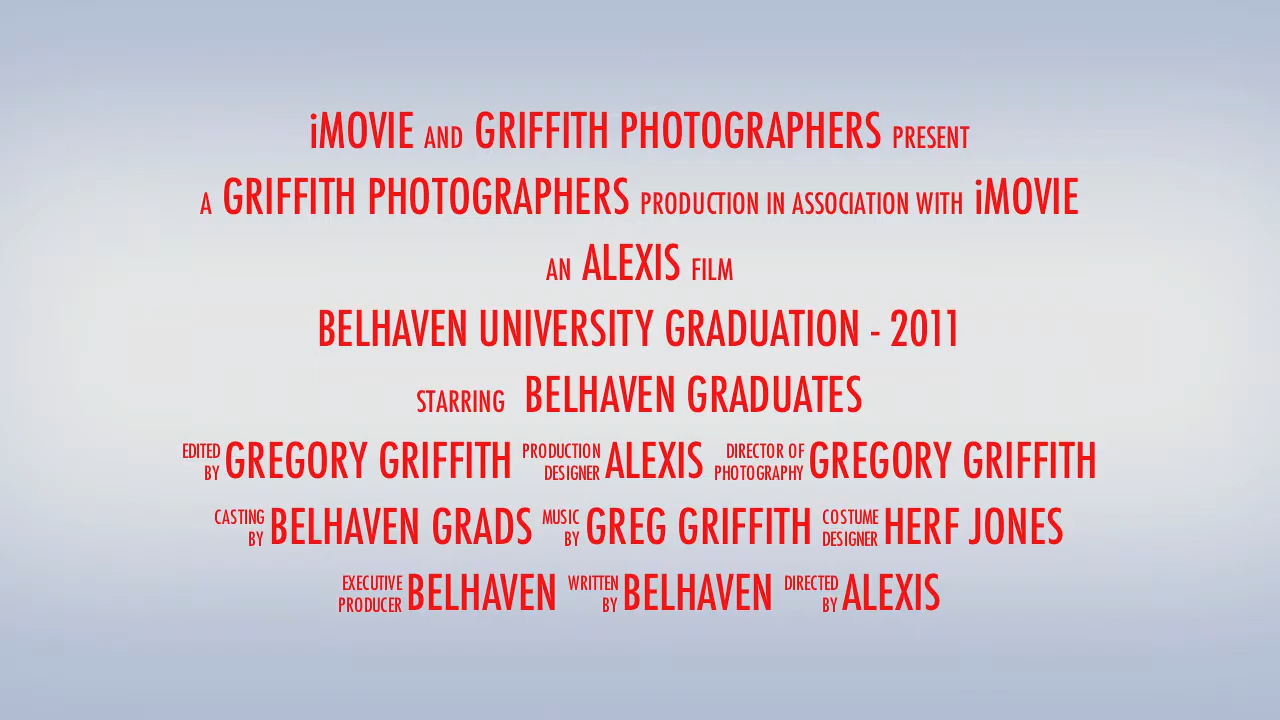 iMOVIE AND GRIFFITH PHOTOGRAPHERS PRESENT
A GRIFFITH PHOTOGRAPHERS PRODUCTION IN ASSOCIATION WITH iMOVIE
AN ALEXIS FILM
BELHAVEN UNIVERSITY GRADUATION - 2011
STARRING BELHAVEN GRADUATES
EDITED BY GREGORY GRIFFITH PRODUCTION DESIGNER ALEXIS DIRECTOR OF PHOTOGRAPHY GREGORY GRIFFITH
CASTING BY BELHAVEN GRADS MUSIC BY GREG GRIFFITH COSTUME DESIGNER HERF JONES
EXECUTIVE PRODUCER BELHAVEN WRITTEN BY BELHAVEN DIRECTED BY ALEXIS